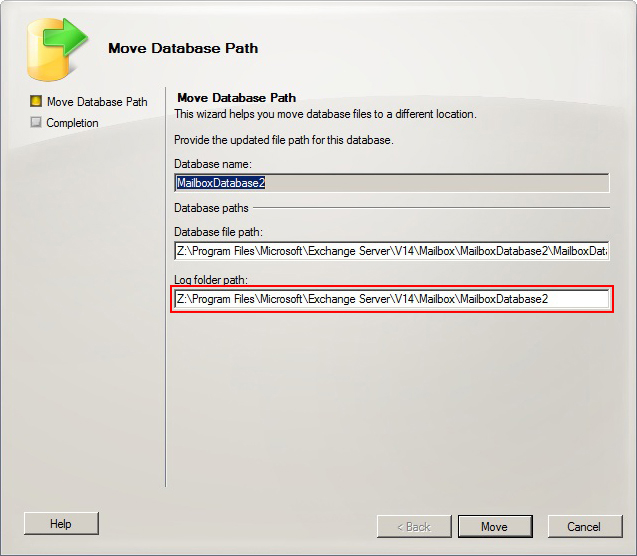 Move Database Path
Move Database Path
Completion
Move Database Path
This wizard helps you move database files to a different location.
Provide the updated file path for this database.
Database name:
MailboxDatabase2
Database paths
Database file path:
Z:\Program Files\Microsoft\Exchange Server\V14\Mailbox\MailboxDatabase2\MailboxData
Log folder path:
Z:\Program Files\Microsoft\Exchange Server\V14\Mailbox\MailboxDatabase2
Help
< Back
Move
Cancel